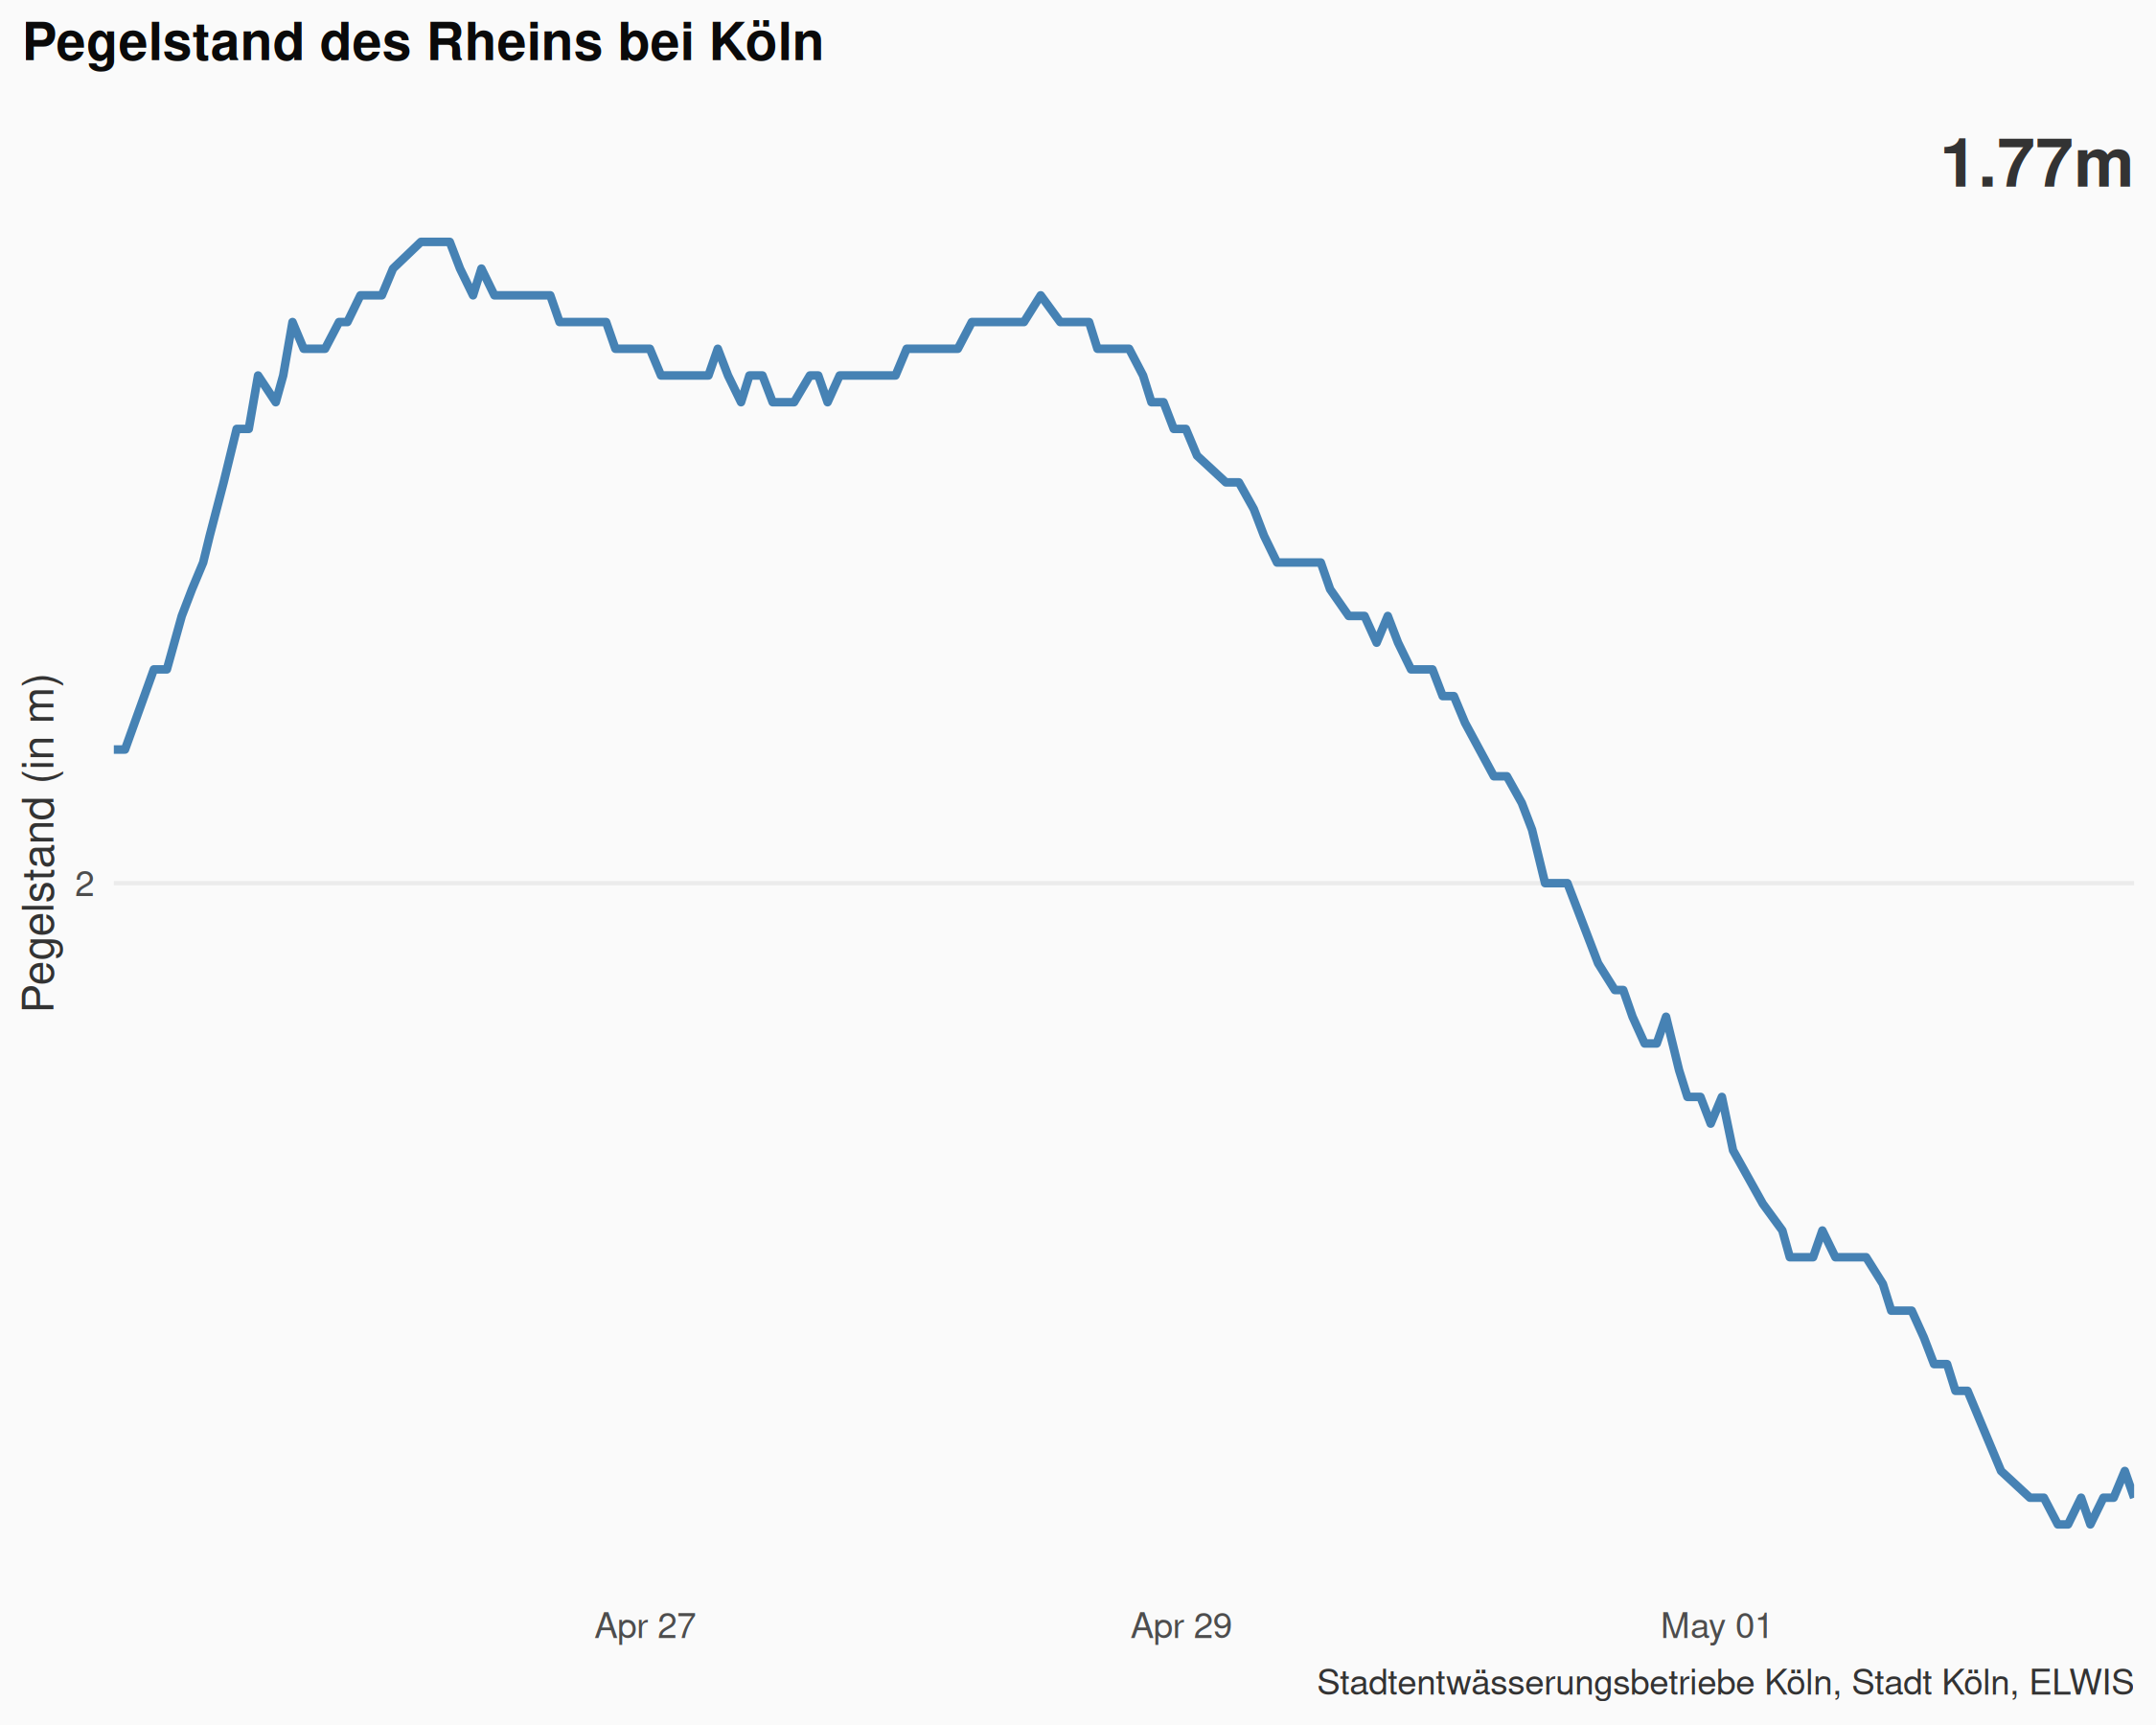 Pegelstand des Rheins bei Köln
1.77m
Pegelstand (in m)
2
Apr 27
Apr 29
May 01
Stadtentwässerungsbetriebe Köln, Stadt Köln, ELWIS